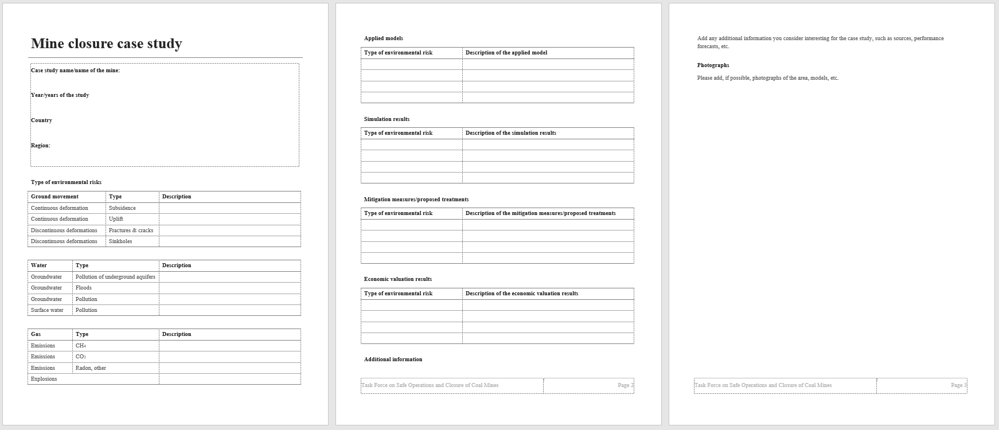 Mine closure case study
Case study name/name of the mine:
Year/years of the study
Country
Region:
Type of environmental risks
Ground movement Type Description
Continuous deformation Subsidence
Continuous deformation Uplift
Discontinuous deformations Fractures & cracks
Discontinuous deformations Sinkholes
Water Type Description
Groundwater Pollution of underground aquifers
Groundwater Floods
Groundwater Pollution
Surface water Pollution
Gas Type Description
Emissions CH4
Emissions CO2
Emissions Radon, other
Explosions
Applied models
Type of environmental risk Description of the applied model
Simulation results
Type of environmental risk Description of the simulation results
Mitigation measures/proposed treatments
Type of environmental risk Description of the mitigation measures/proposed treatments
Economic valuation results
Type of environmental risk Description of the economic valuation results
Additional information
Task Force on Safe Operations and Closure of Coal Mines Page 2
Add any additional information you consider interesting for the case study, such as sources, performance
forecasts, etc.
Photographs
Please add, if possible, photographs of the area, models, etc.
Task Force on Safe Operations and Closure of Coal Mines Page 3